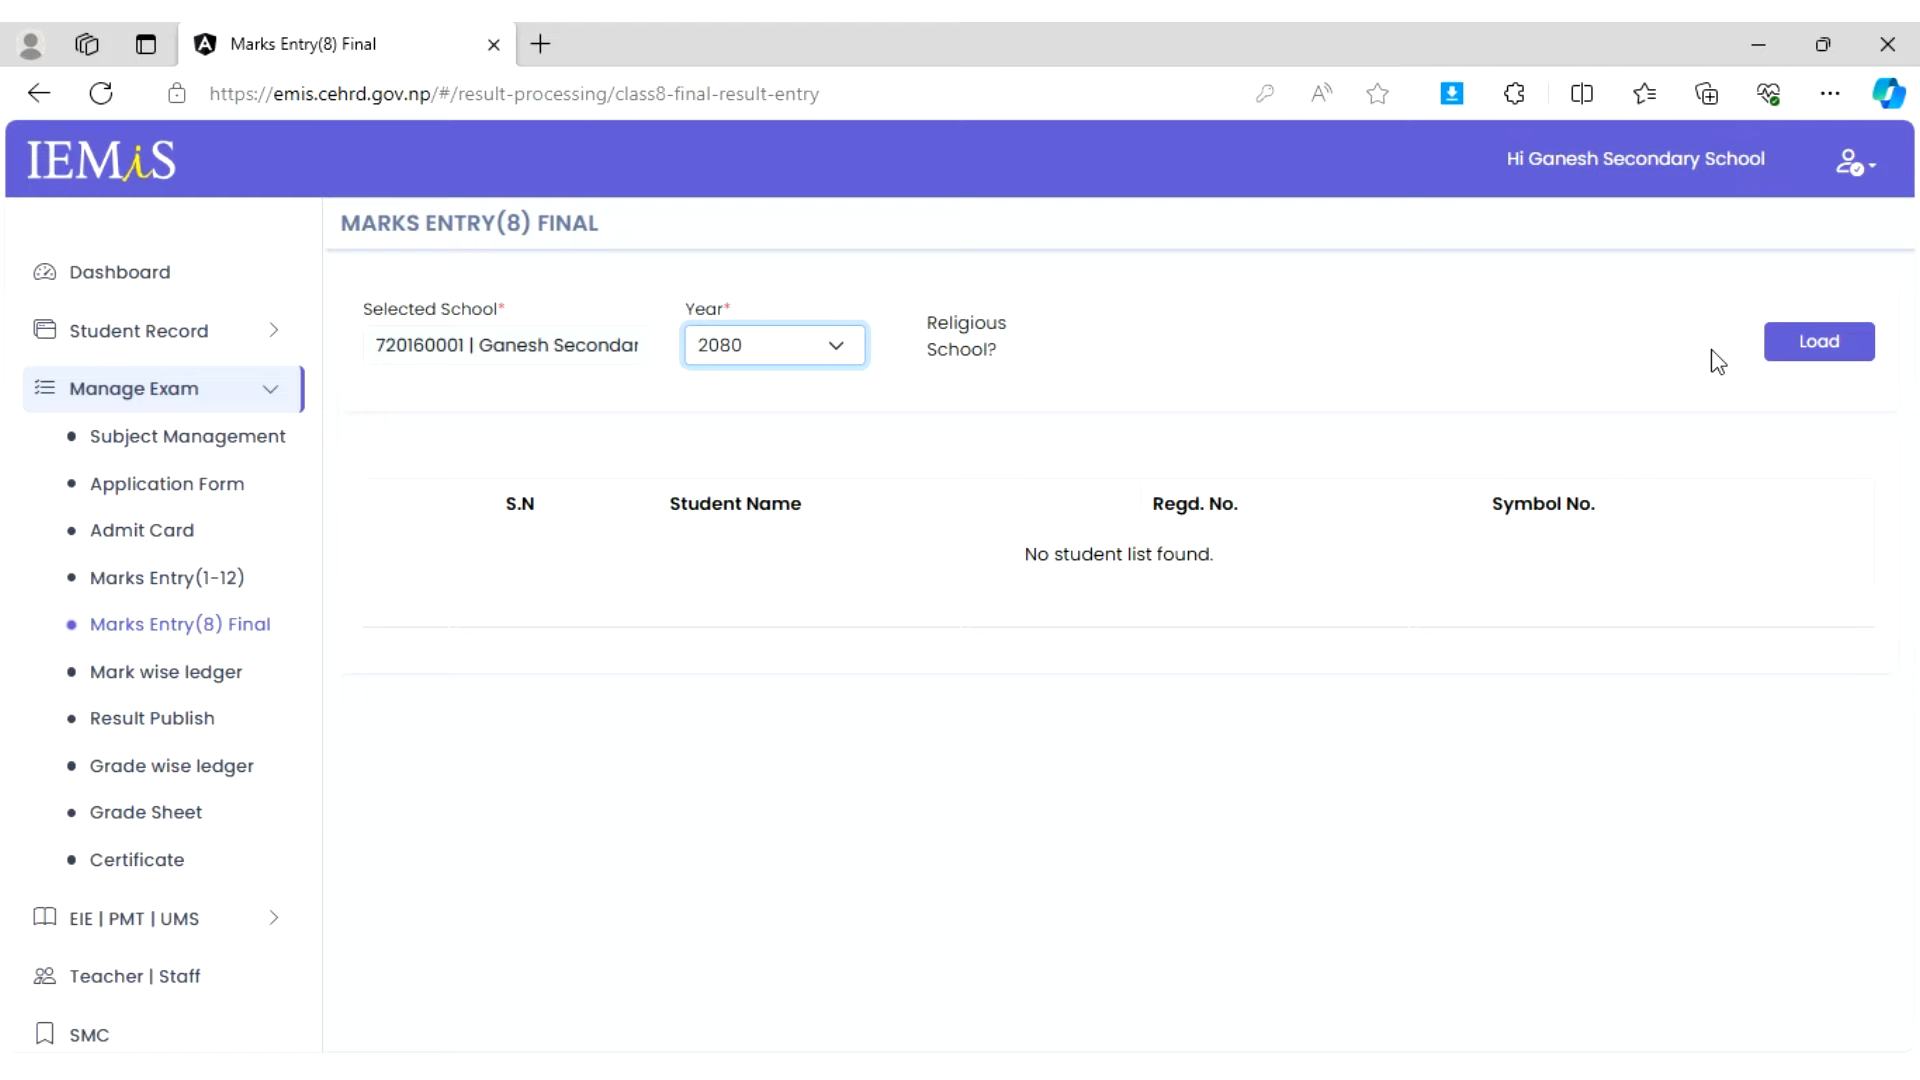 Marks Entry(8) Final
https://emis.cehrd.gov.np/#/result-processing/class8-final-result-entry
IEMiS
Hi Ganesh Secondary School
MARKS ENTRY(8) FINAL
Dashboard
Student Record
Manage Exam
Subject Management
Application Form
Admit Card
Marks Entry(1-12)
Marks Entry(8) Final
Mark wise ledger
Result Publish
Grade wise ledger
Grade Sheet
Certificate
EIE | PMT | UMS
Teacher | Staff
SMC
Selected School*
720160001 | Ganesh Secondar
Year*
2080
Religious
School?
Load
S.N Student Name Regd. No. Symbol No.
No student list found.